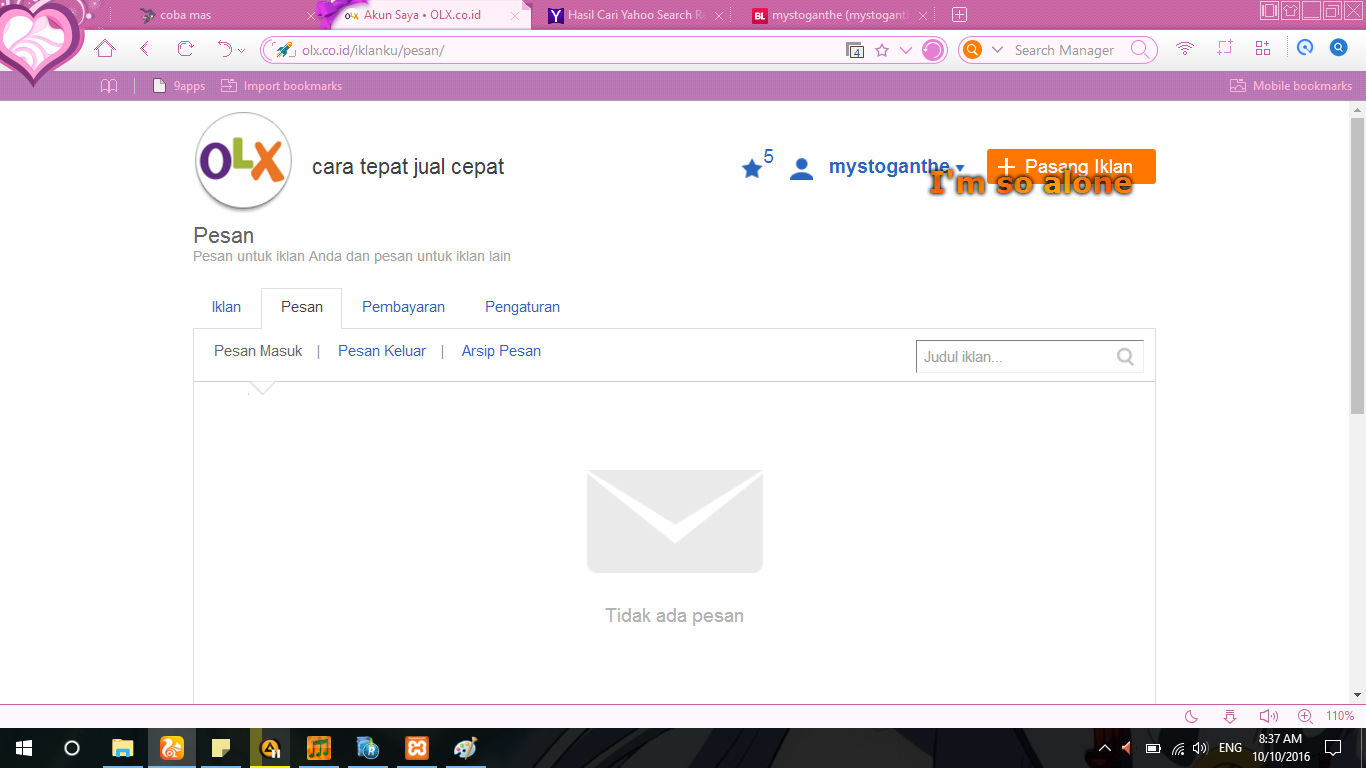 coba mas
Akun Saya • OLX.co.id
Hasil Cari Yahoo Search Re
BL mystoganthe (mystogant
olx.co.id/iklanku/pesan/
4
Search Manager
9apps
Import bookmarks
Mobile bookmarks
OLX
cara tepat jual cepat
5
mystoganthe
Pasang Iklan
I'm so alone
Pesan
Pesan untuk iklan Anda dan pesan untuk iklan lain
Iklan
Pesan
Pembayaran
Pengaturan
Pesan Masuk | Pesan Keluar | Arsip Pesan
Judul iklan...
Tidak ada pesan
110%
ENG
8:37 AM
10/10/2016